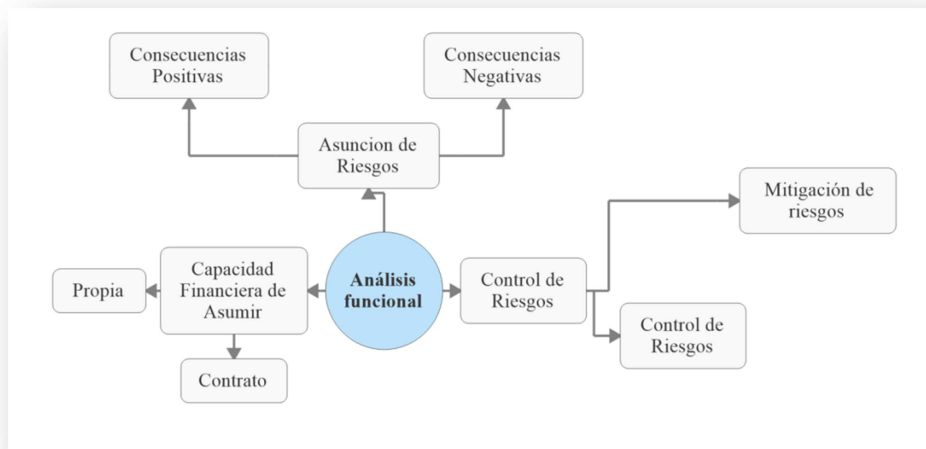 Consecuencias
Positivas
Consecuencias
Negativas
Asuncion de
Riesgos
Mitigación de
riesgos
Capacidad
Financiera de
Asumir
Propia
Análisis
funcional
Control de
Riesgos
Control de
Riesgos
Contrato